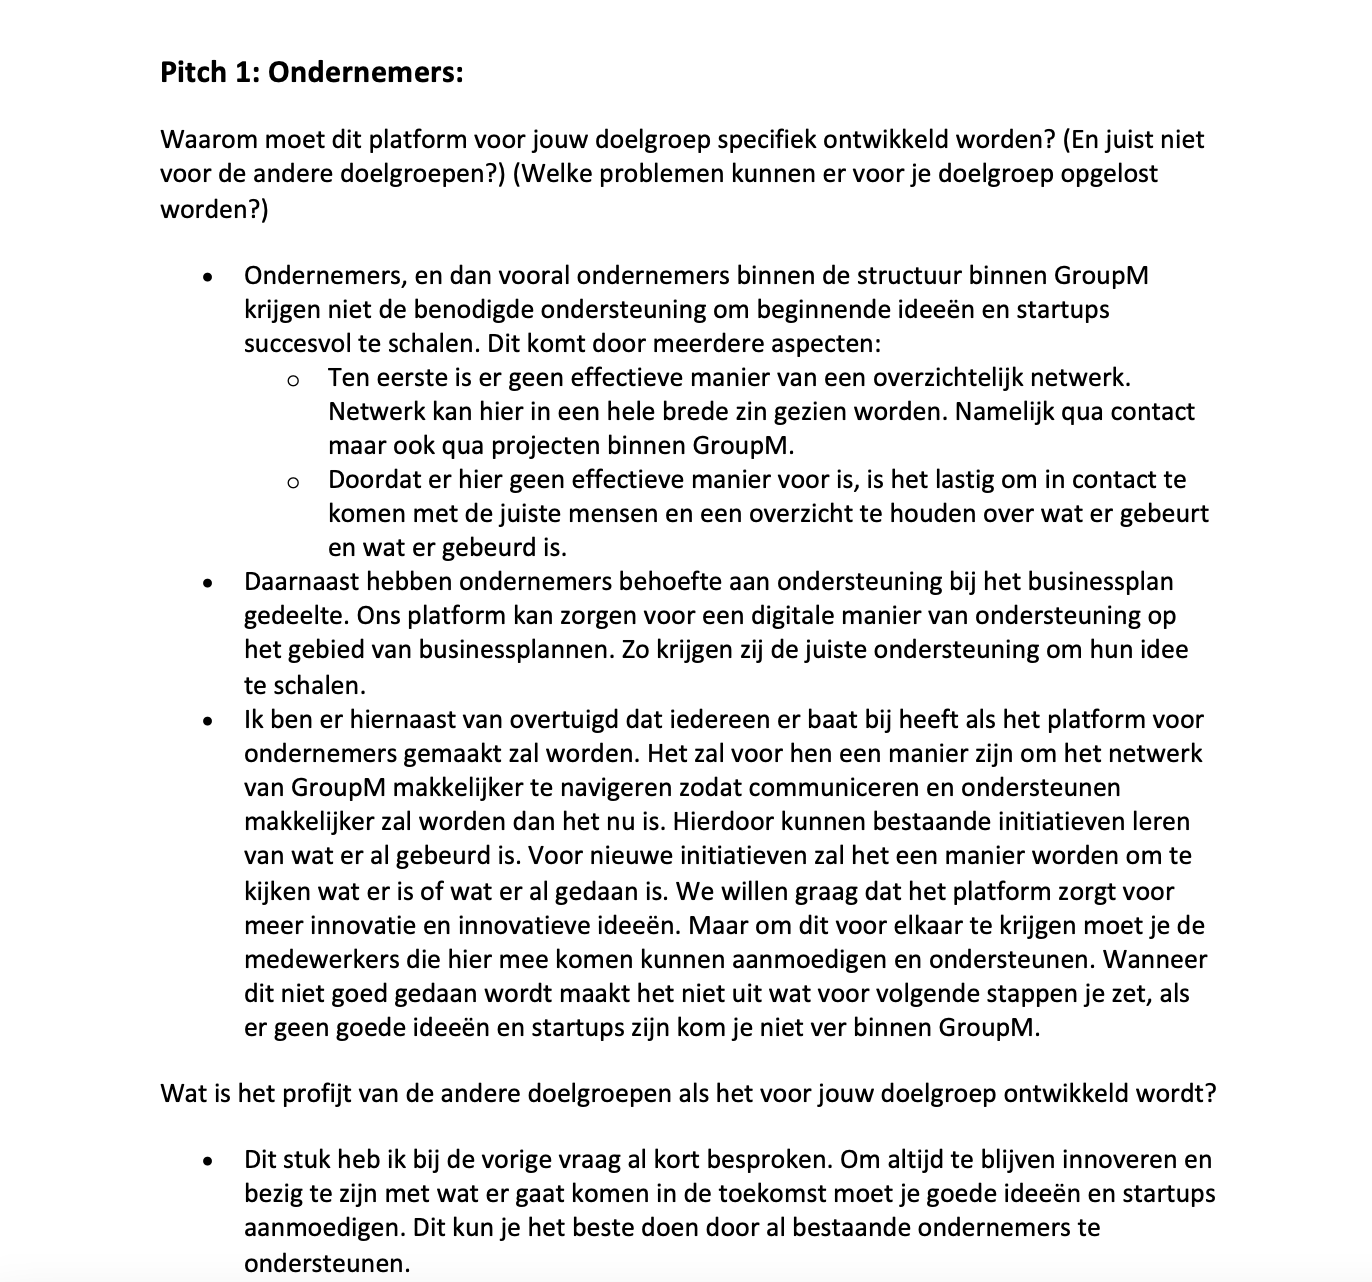 Pitch 1: Ondernemers:
Waarom moet dit platform voor jouw doelgroep specifiek ontwikkeld worden? (En juist niet
voor de andere doelgroepen?) (Welke problemen kunnen er voor je doelgroep opgelost
worden?)
• Ondernemers, en dan vooral ondernemers binnen de structuur binnen GroupM
krijgen niet de benodigde ondersteuning om beginnende ideeën en startups
succesvol te schalen. Dit komt door meerdere aspecten:
o Ten eerste is er geen effectieve manier van een overzichtelijk netwerk.
Netwerk kan hier in een hele brede zin gezien worden. Namelijk qua contact
maar ook qua projecten binnen GroupM.
o Doordat er hier geen effectieve manier voor is, is het lastig om in contact te
komen met de juiste mensen en een overzicht te houden over wat er gebeurt
en wat er gebeurd is.
• Daarnaast hebben ondernemers behoefte aan ondersteuning bij het businessplan
gedeelte. Ons platform kan zorgen voor een digitale manier van ondersteuning op
het gebied van businessplannen. Zo krijgen zij de juiste ondersteuning om hun idee
te schalen.
• Ik ben er hiernaast van overtuigd dat iedereen er baat bij heeft als het platform voor
ondernemers gemaakt zal worden. Het zal voor hen een manier zijn om het netwerk
van GroupM makkelijker te navigeren zodat communiceren en ondersteunen
makkelijker zal worden dan het nu is. Hierdoor kunnen bestaande initiatieven leren
van wat er al gebeurd is. Voor nieuwe initiatieven zal het een manier worden om te
kijken wat er is of wat er al gedaan is. We willen graag dat het platform zorgt voor
meer innovatie en innovatieve ideeën. Maar om dit voor elkaar te krijgen moet je de
medewerkers die hier mee komen kunnen aanmoedigen en ondersteunen. Wanneer
dit niet goed gedaan wordt maakt het niet uit wat voor volgende stappen je zet, als
er geen goede ideeën en startups zijn kom je niet ver binnen GroupM.
Wat is het profijt van de andere doelgroepen als het voor jouw doelgroep ontwikkeld wordt?
• Dit stuk heb ik bij de vorige vraag al kort besproken. Om altijd te blijven innoveren en
bezig te zijn met wat er gaat komen in de toekomst moet je goede ideeën en startups
aanmoedigen. Dit kun je het beste doen door al bestaande ondernemers te
ondersteunen.